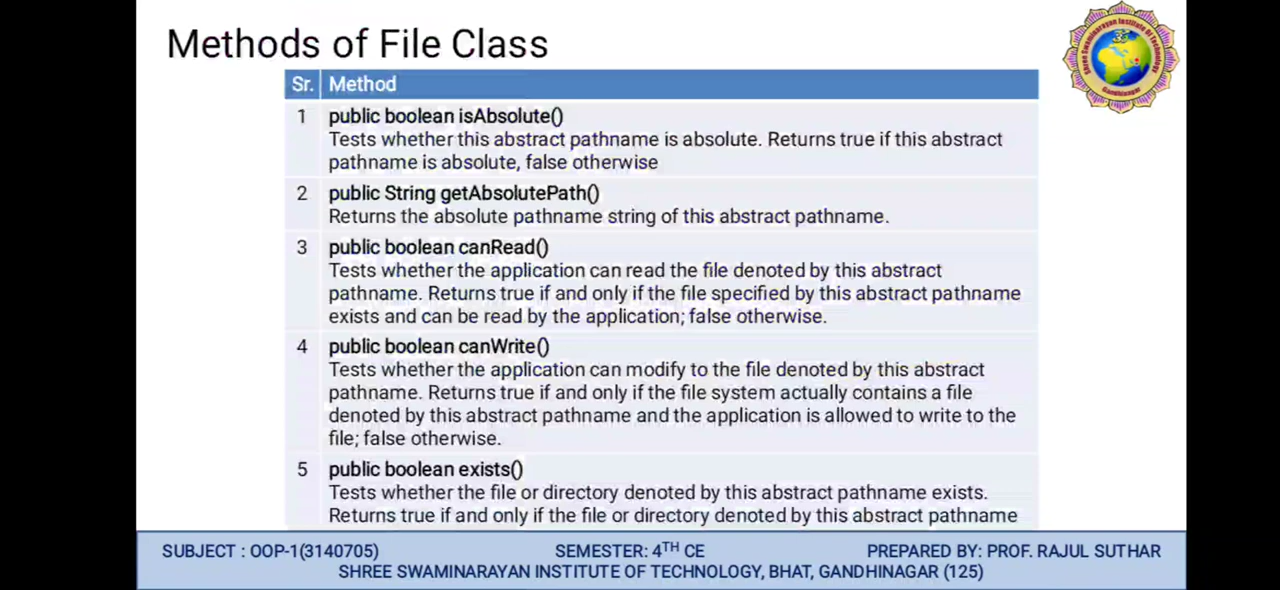 Methods of File Class
Shree Swaminarayan Institute Of Technology
Gandhinagar
Sr. Method
1 public boolean isAbsolute()
Tests whether this abstract pathname is absolute. Returns true if this abstract
pathname is absolute, false otherwise
2 public String getAbsolutePath()
Returns the absolute pathname string of this abstract pathname.
3 public boolean canRead()
Tests whether the application can read the file denoted by this abstract
pathname. Returns true if and only if the file specified by this abstract pathname
exists and can be read by the application; false otherwise.
4 public boolean canWrite()
Tests whether the application can modify to the file denoted by this abstract
pathname. Returns true if and only if the file system actually contains a file
denoted by this abstract pathname and the application is allowed to write to the
file; false otherwise.
5 public boolean exists()
Tests whether the file or directory denoted by this abstract pathname exists.
Returns true if and only if the file or directory denoted by this abstract pathname
SUBJECT : OOP-1(3140705) SEMESTER: 4TH CE PREPARED BY: PROF. RAJUL SUTHAR
SHREE SWAMINARAYAN INSTITUTE OF TECHNOLOGY, BHAT, GANDHINAGAR (125)